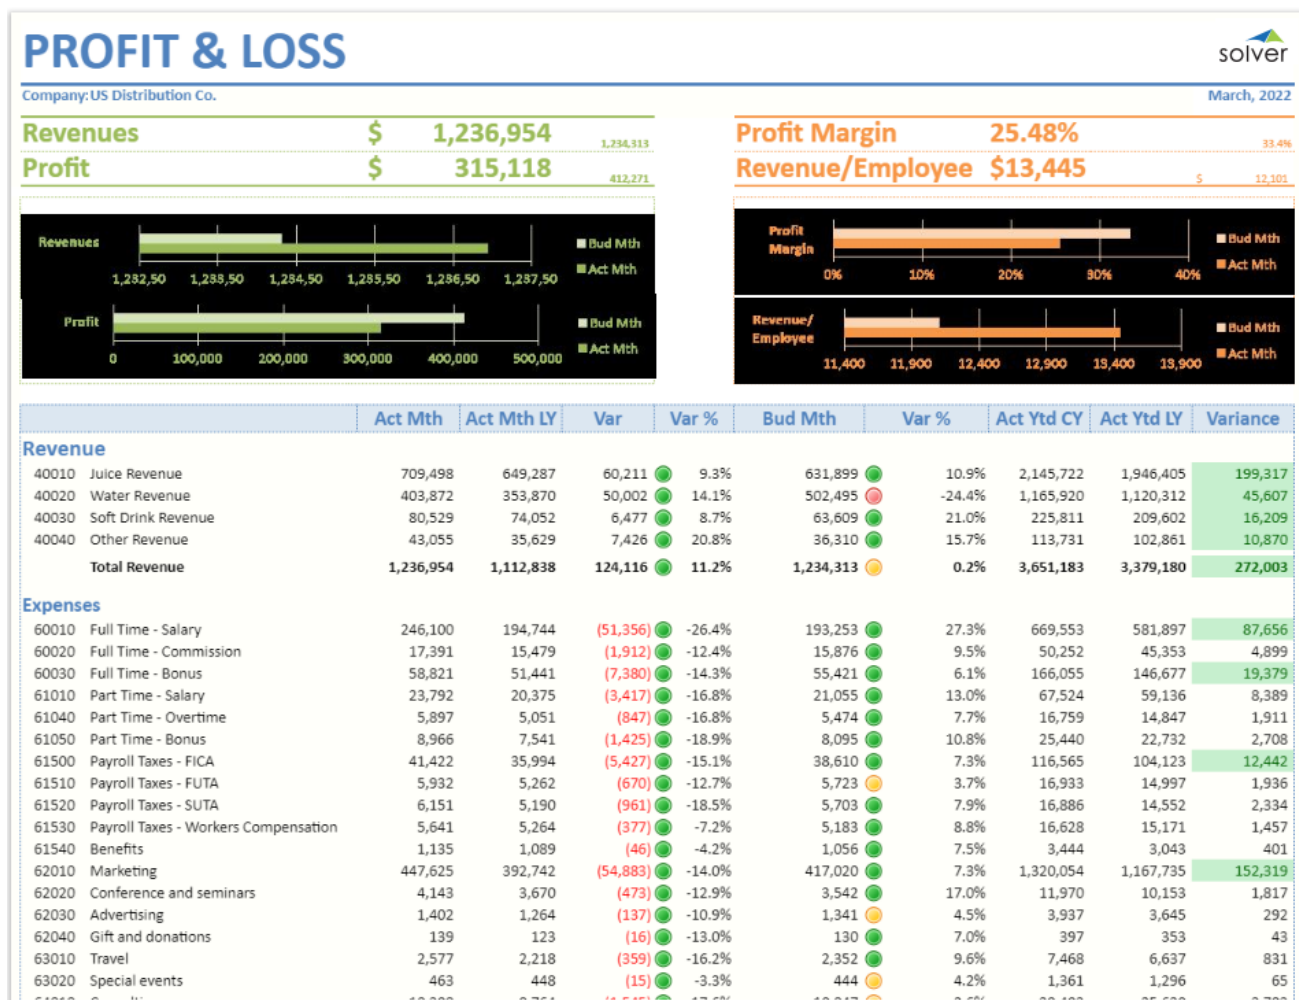 PROFIT & LOSS
solver
Company: US Distribution Co. March, 2022
Revenues $ 1,236,954 1,234,313
Profit $ 315,118 412,271
Profit Margin 25.48% 33.4%
Revenue/Employee $13,445 $ 12,101
Revenues
Bud Mth
Act Mth
1,232,50 1,233,50 1,234,50 1,235,50 1,236,50 1,237,50
Profit
Bud Mth
Act Mth
0 100,000 200,000 300,000 400,000 500,000
Profit
Margin
Bud Mth
Act Mth
0% 10% 20% 30% 40%
Revenue/
Employee
Bud Mth
Act Mth
11,400 11,900 12,400 12,900 13,400 13,900
Act Mth Act Mth LY Var Var % Bud Mth Var % Act Ytd CY Act Ytd LY Variance
Revenue
40010 Juice Revenue 709,498 649,287 60,211 9.3% 631,899 10.9% 2,145,722 1,946,405 199,317
40020 Water Revenue 403,872 353,870 50,002 14.1% 502,495 -24.4% 1,165,920 1,120,312 45,607
40030 Soft Drink Revenue 80,529 74,052 6,477 8.7% 63,609 21.0% 225,811 209,602 16,209
40040 Other Revenue 43,055 35,629 7,426 20.8% 36,310 15.7% 113,731 102,861 10,870
Total Revenue 1,236,954 1,112,838 124,116 11.2% 1,234,313 0.2% 3,651,183 3,379,180 272,003
Expenses
60010 Full Time - Salary 246,100 194,744 (51,356) -26.4% 193,253 27.3% 669,553 581,897 87,656
60020 Full Time - Commission 17,391 15,479 (1,912) -12.4% 15,876 9.5% 50,252 45,353 4,899
60030 Full Time - Bonus 58,821 51,441 (7,380) -14.3% 55,421 6.1% 166,055 146,677 19,379
61010 Part Time - Salary 23,792 20,375 (3,417) -16.8% 21,055 13.0% 67,524 59,136 8,389
61040 Part Time - Overtime 5,897 5,051 (847) -16.8% 5,474 7.7% 16,759 14,847 1,911
61050 Part Time - Bonus 8,966 7,541 (1,425) -18.9% 8,095 10.8% 25,440 22,732 2,708
61500 Payroll Taxes - FICA 41,422 35,994 (5,427) -15.1% 38,610 7.3% 116,565 104,123 12,442
61510 Payroll Taxes - FUTA 5,932 5,262 (670) -12.7% 5,723 3.7% 16,933 14,997 1,936
61520 Payroll Taxes - SUTA 6,151 5,190 (961) -18.5% 5,703 7.9% 16,886 14,552 2,334
61530 Payroll Taxes - Workers Compensation 5,641 5,264 (377) -7.2% 5,183 8.8% 16,628 15,171 1,457
61540 Benefits 1,135 1,089 (46) -4.2% 1,056 7.5% 3,444 3,043 401
62010 Marketing 447,625 392,742 (54,883) -14.0% 417,020 7.3% 1,320,054 1,167,735 152,319
62020 Conference and seminars 4,143 3,670 (473) -12.9% 3,542 17.0% 11,970 10,153 1,817
62030 Advertising 1,402 1,264 (137) -10.9% 1,341 4.5% 3,937 3,645 292
62040 Gift and donations 139 123 (16) -13.0% 130 7.0% 397 353 43
63010 Travel 2,577 2,218 (359) -16.2% 2,352 9.6% 7,468 6,637 831
63020 Special events 463 448 (15) -3.3% 444 4.2% 1,361 1,296 65